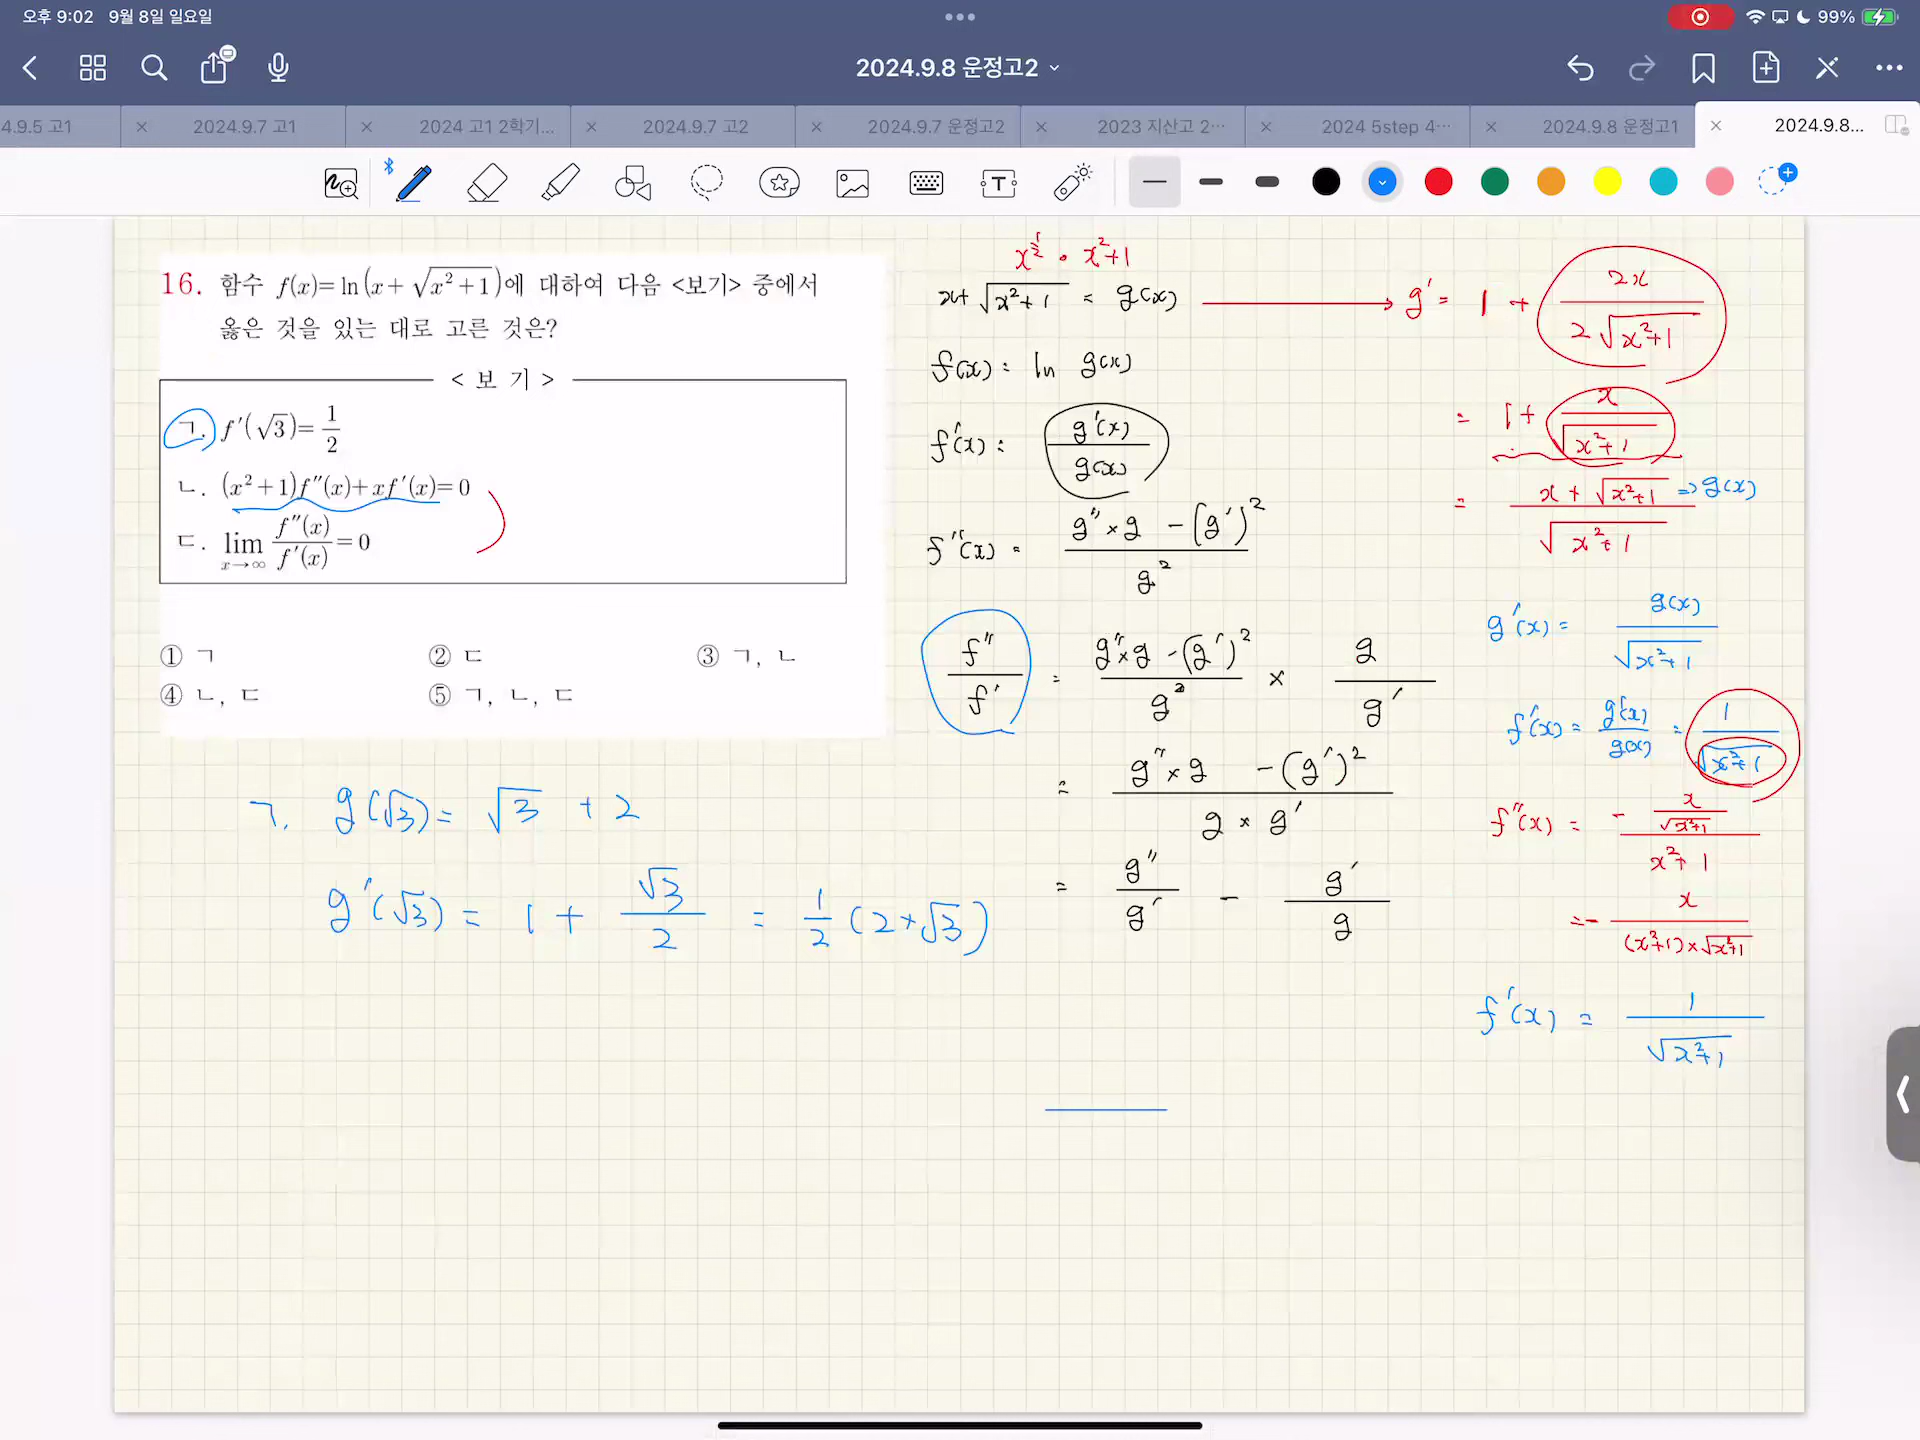 오후 9:02 9월 8일 일요일
99%
2024.9.8 운정고2
4.9.5 고1
2024.9.7 고1
2024 고1 2학기...
2024.9.7 고2
2024.9.7 운정고2
2023 지산고 2...
2024 5step 4...
2024.9.8 운정고1
2024.9.8...
16. 함수 f(x)=ln(x+√(x²+1))에 대하여 다음 <보기> 중에서
옳은 것을 있는 대로 고른 것은?
<보 기>
ㄱ. f′(√3)=1/2
ㄴ. (x²+1)f″(x)+xf′(x)=0
ㄷ. lim x→∞ f″(x)/f′(x)=0
① ㄱ ② ㄷ ③ ㄱ, ㄴ
④ ㄴ, ㄷ ⑤ ㄱ, ㄴ, ㄷ
ㄱ. g(√3)= √3 + 2
g′(√3) = 1 + √3/2 = 1/2 (2+√3)
x^(1/2) • x²+1
x+√(x²+1) = g(x)
f(x) = ln g(x)
f′(x) = g′(x)/g(x)
f″(x) = (g″×g −(g′)²)/g²
f″/f′ = (g″×g −(g′)²)/g² × g/g′
= (g″×g −(g′)²)/(g×g′)
= g″/g′ − g′/g
g′ = 1 + 2x/(2√(x²+1))
= 1+ x/√(x²+1)
= (x+√(x²+1))/√(x²+1) ⇒ g(x)
g′(x) = g(x)/√(x²+1)
f′(x) = g′(x)/g(x) = 1/√(x²+1)
f″(x) = − (x/√(x²+1))/(x²+1)
= − x/((x²+1)×√(x²+1))
f′(x) = 1/√(x²+1)